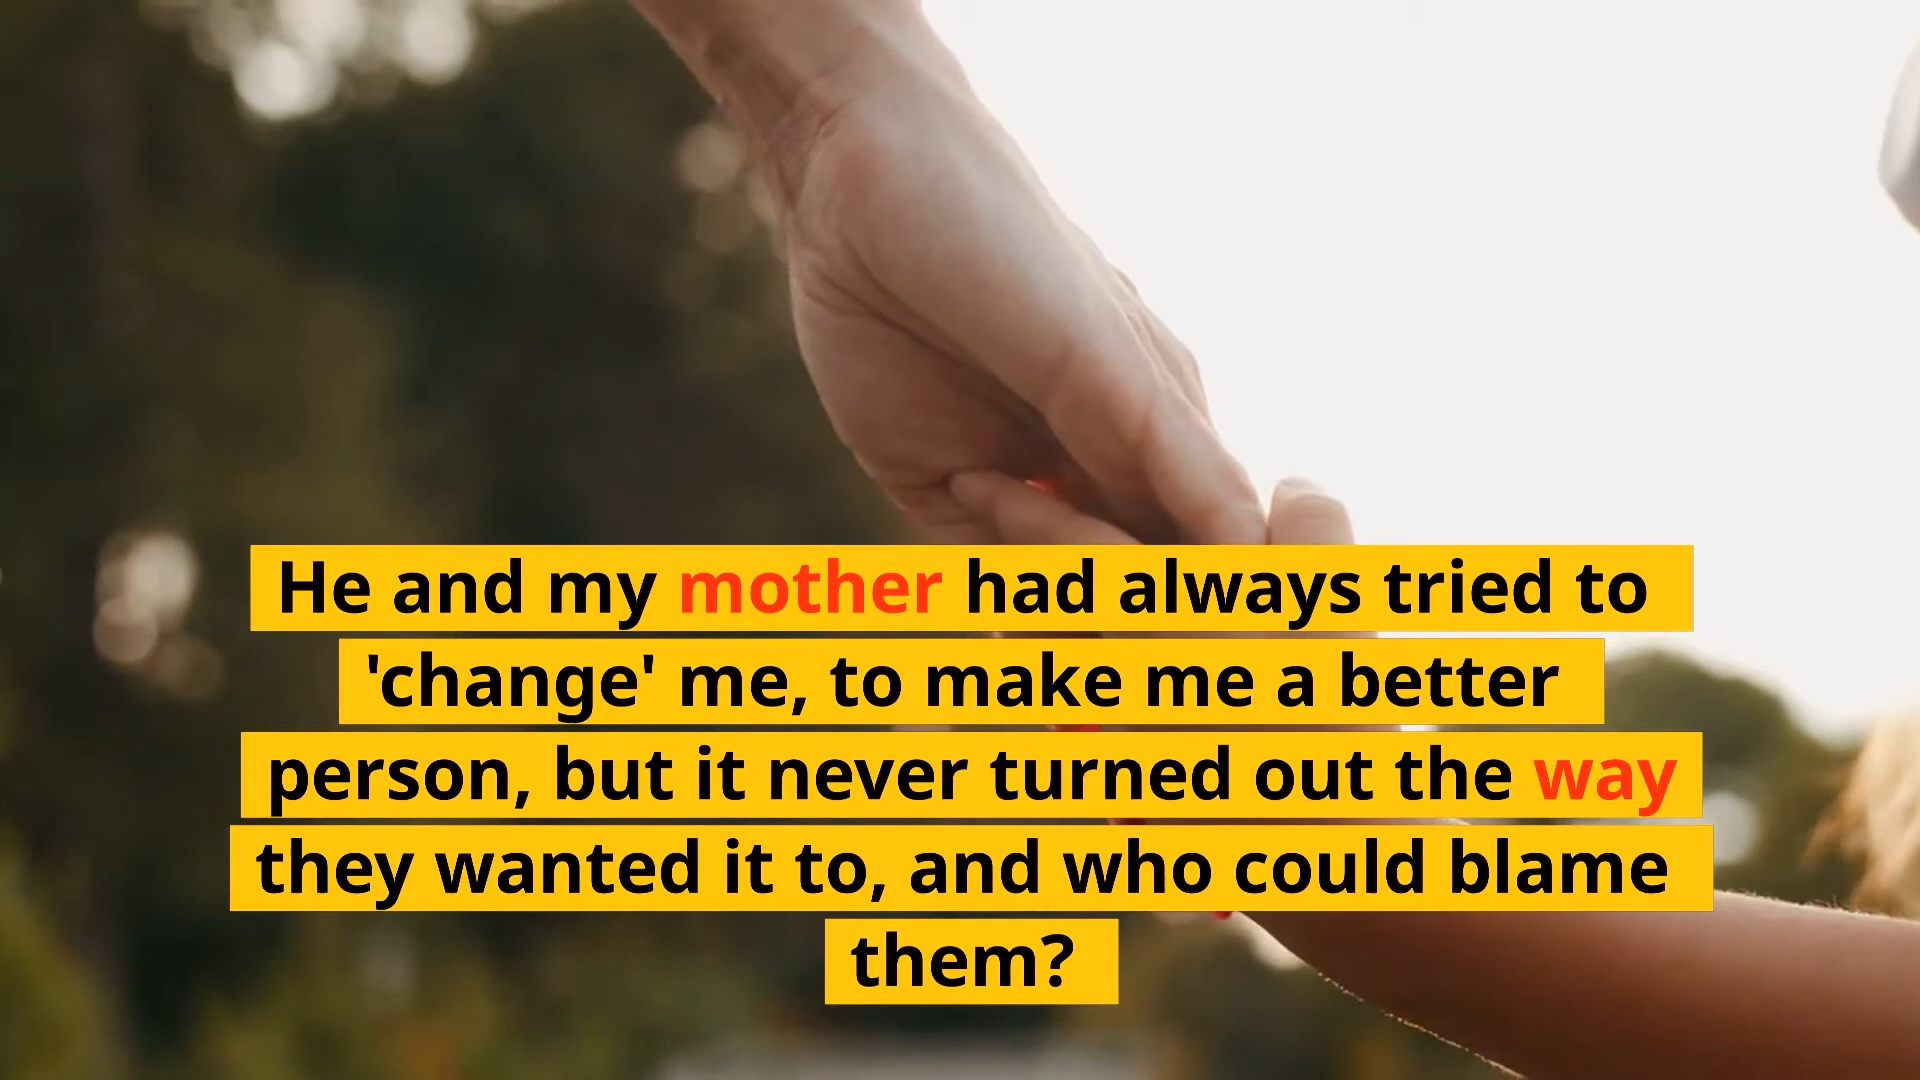 He and my mother had always tried to
'change' me, to make me a better
person, but it never turned out the way
they wanted it to, and who could blame
them?